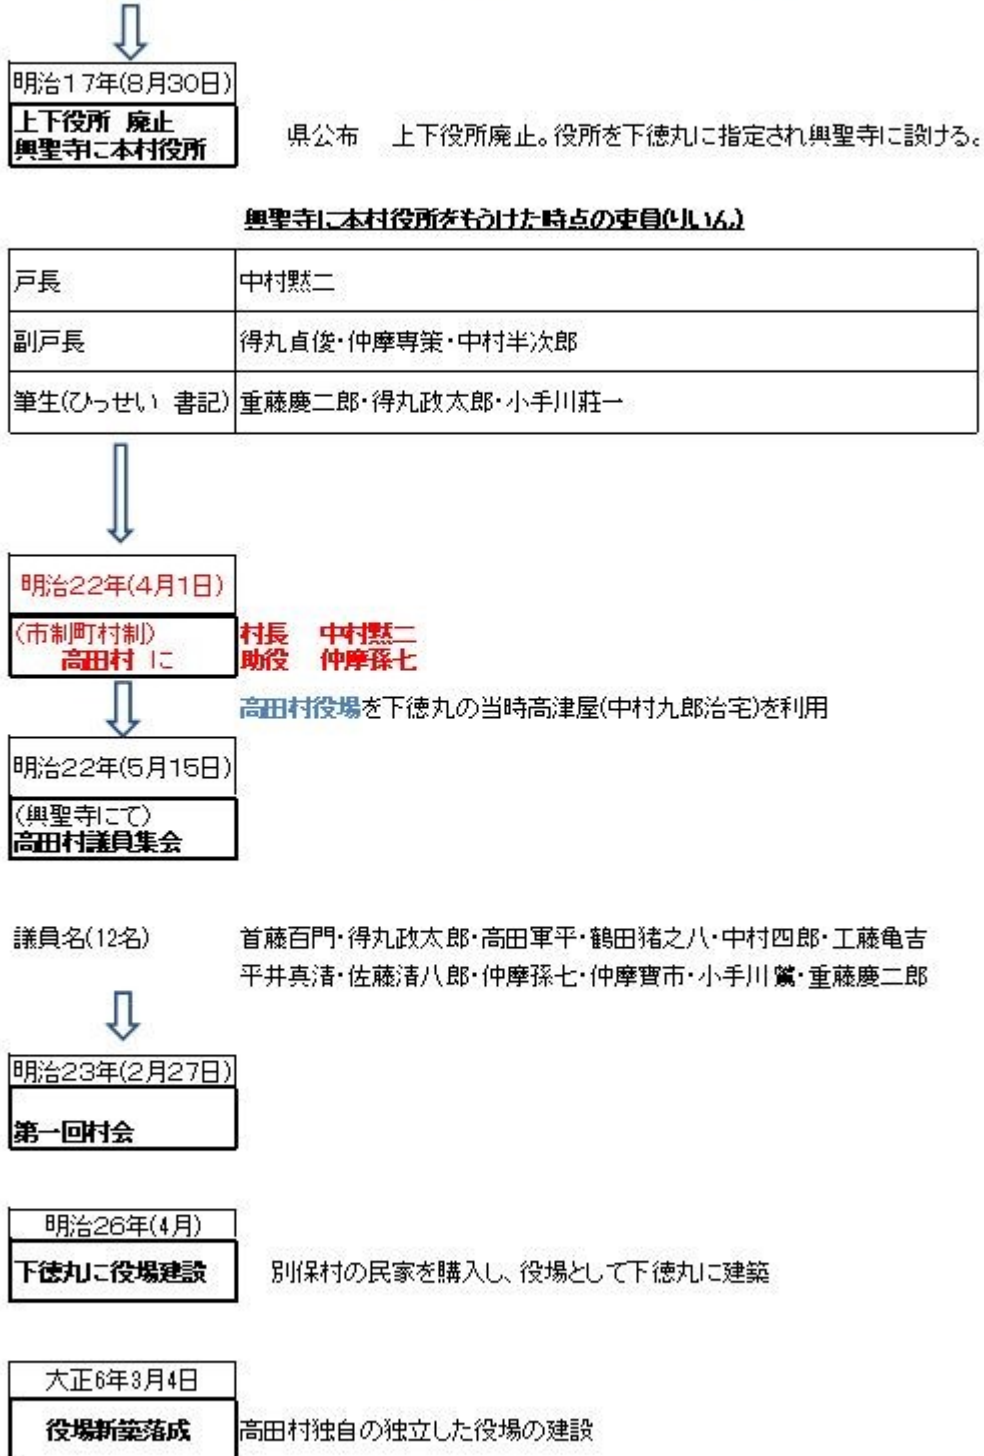 明治17年(8月30日)
上下役所 廃止
興聖寺に本村役所
県公布 上下役所廃止。役所を下徳丸に指定され興聖寺に設ける。
興聖寺に本村役所をもうけた時点の吏員(りいん)
戸長 中村黙二
副戸長 得丸貞俊・仲摩専策・中村半次郎
筆生(ひっせい 書記) 重藤慶二郎・得丸政太郎・小手川荘一
明治22年(4月1日)
(市制町村制)
高田村 に
村長 中村黙二
助役 仲摩孫七
高田村役場を下徳丸の当時高津屋(中村九郎治宅)を利用
明治22年(5月15日)
(興聖寺にて)
高田村議員集会
議員名(12名) 首藤百門・得丸政太郎・高田軍平・鶴田猪之八・中村四郎・工藤亀吉
平井真清・佐藤清八郎・仲摩孫七・仲摩寶市・小手川・重藤慶二郎
明治23年(2月27日)
第一回村会
明治26年(4月)
下徳丸に役場建設
別保村の民家を購入し、役場として下徳丸に建築
大正6年3月4日
役場新築落成
高田村独自の独立した役場の建設